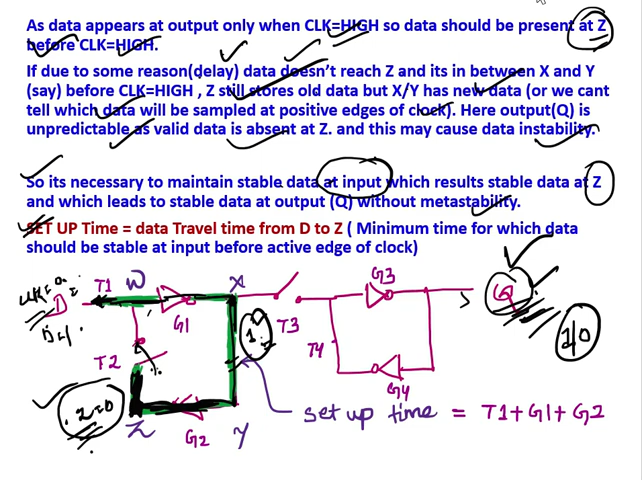 As data appears at output only when CLK=HIGH so data should be present at Z
before CLK=HIGH.
If due to some reason(delay) data doesn't reach Z and its in between X and Y
(say) before CLK=HIGH , Z still stores old data but X/Y has new data (or we cant
tell which data will be sampled at positive edges of clock). Here output(Q) is
unpredictable as valid data is absent at Z. and this may cause data instability.
So its necessary to maintain stable data at input which results stable data at Z
and which leads to stable data at output (Q) without metastability.
SET UP Time = data Travel time from D to Z ( Minimum time for which data
should be stable at input before active edge of clock)
T1 W X G3
CLK=0
D G1 T3 Q
D=1 1 1/0
T2 T4
G4
Z=0 set up time = T1+G1+G2
Z G2 Y